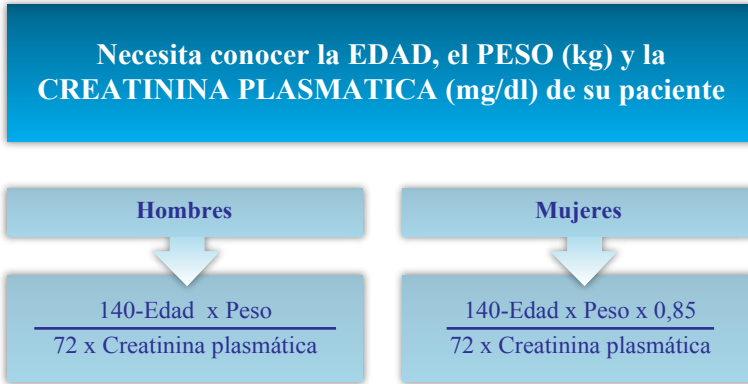 Necesita conocer la EDAD, el PESO (kg) y la
CREATININA PLASMATICA (mg/dl) de su paciente
Hombres
140-Edad x Peso
72 x Creatinina plasmática
Mujeres
140-Edad x Peso x 0,85
72 x Creatinina plasmática